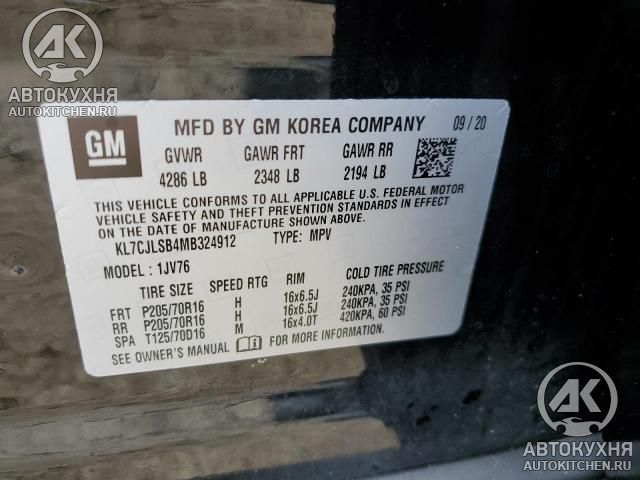 АВТОКУХНЯ
AUTOKITCHEN.RU
GM
MFD BY GM KOREA COMPANY 09/20
GVWR GAWR FRT GAWR RR
4286 LB 2348 LB 2194 LB
THIS VEHICLE CONFORMS TO ALL APPLICABLE U.S. FEDERAL MOTOR
VEHICLE SAFETY AND THEFT PREVENTION STANDARDS IN EFFECT
ON THE DATE OF MANUFACTURE SHOWN ABOVE.
KL7CJLSB4MB324912 TYPE: MPV
MODEL: 1JV76
TIRE SIZE SPEED RTG RIM COLD TIRE PRESSURE
FRT P205/70R16 H 16x6.5J 240KPA, 35 PSI
RR P205/70R16 H 16x6.5J 240KPA, 35 PSI
SPA T125/70D16 M 16x4.0T 420KPA, 60 PSI
SEE OWNER'S MANUAL FOR MORE INFORMATION.
AK
АВТОКУХНЯ
AUTOKITCHEN.RU